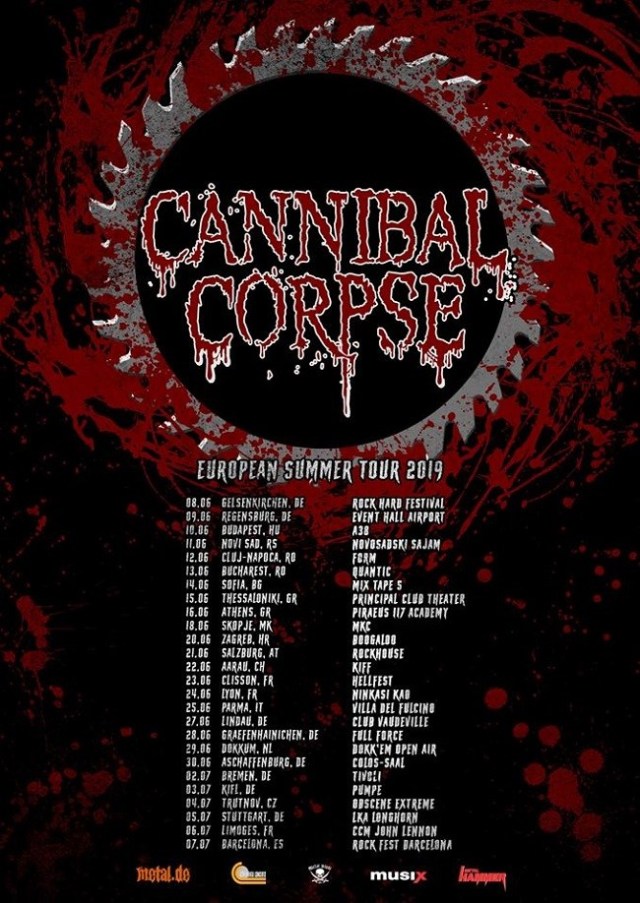 CANNIBAL
CORPSE
EUROPEAN SUMMER TOUR 2019
08.06 GELSENKIRCHEN, DE ROCK HARD FESTIVAL
09.06 REGENSBURG, DE EVENT HALL AIRPORT
10.06 BUDAPEST, HU A38
11.06 NOVI SAD, RS NOVOSADSKI SAJAM
12.06 CLUJ-NAPOCA, RO FORM
13.06 BUCHAREST, RO QUANTIC
14.06 SOFIA, BG MIX TAPE 5
15.06 THESSALONIKI, GR PRINCIPAL CLUB THEATER
16.06 ATHENS, GR PIRAEUS 117 ACADEMY
18.06 SKOPJE, MK MKC
20.06 ZAGREB, HR BOOGALOO
21.06 SALZBURG, AT ROCKHOUSE
22.06 AARAU, CH KIFF
23.06 CLISSON, FR HELLFEST
24.06 LYON, FR NINKASI KAO
25.06 PARMA, IT VILLA DEL FULCINO
27.06 LINDAU, DE CLUB VAUDEVILLE
28.06 GRAEFENHAINICHEN, DE FULL FORCE
29.06 DOKKUM, NL DOKK'EM OPEN AIR
30.06 ASCHAFFENBURG, DE COLOS-SAAL
02.07 BREMEN, DE TIVOLI
03.07 KIEL, DE PUMPE
04.07 TRUTNOV, CZ OBSCENE EXTREME
05.07 STUTTGART, DE LKA LONGHORN
06.07 LIMOGES, FR CCM JOHN LENNON
07.07 BARCELONA, ES ROCK FEST BARCELONA
metal.de musix HAMMER